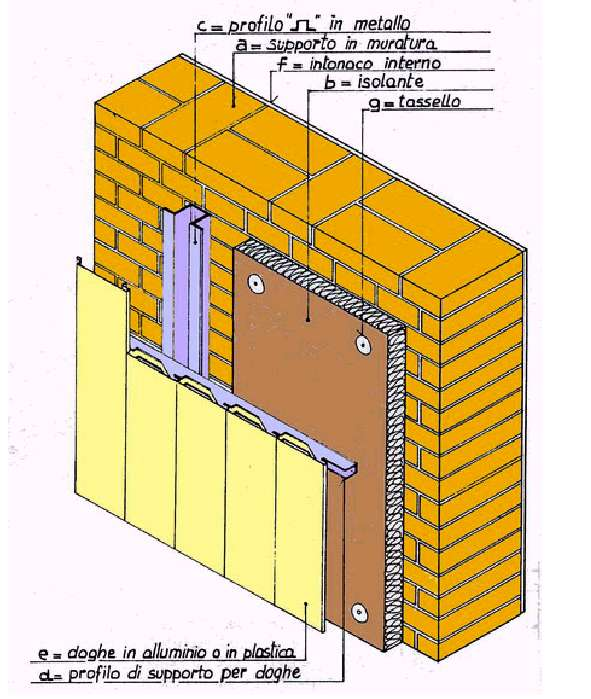 c = profilo "Ω" in metallo
a = supporto in muratura
f = intonaco interno
b = isolante
g = tassello
e = doghe in alluminio o in plastica
d = profilo di supporto per doghe